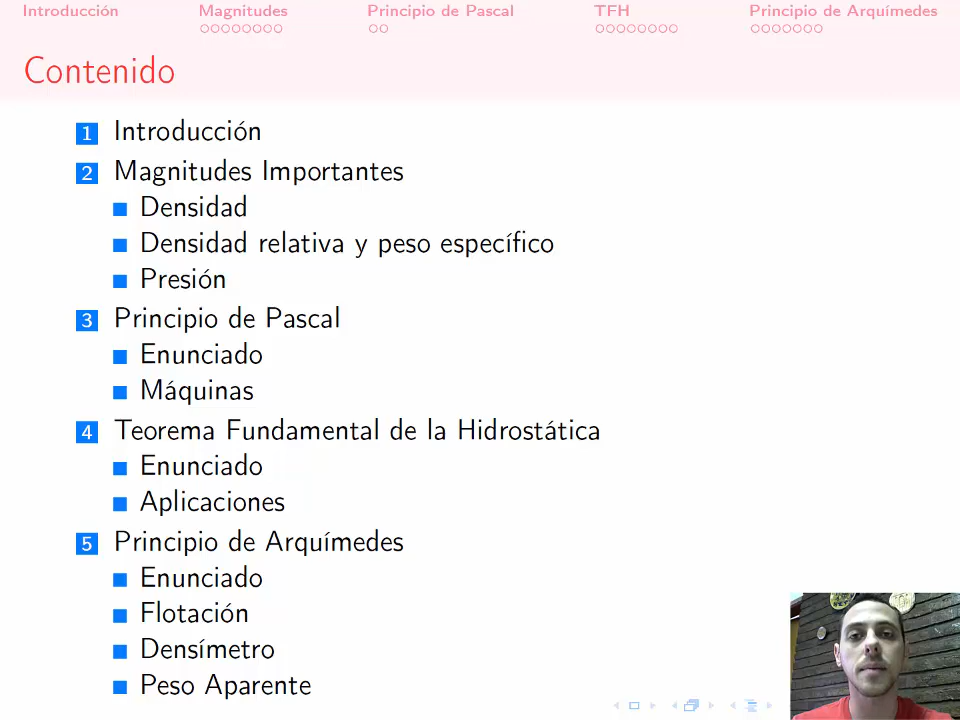 Introducción Magnitudes Principio de Pascal TFH Principio de Arquímedes
Contenido
1 Introducción
2 Magnitudes Importantes
Densidad
Densidad relativa y peso específico
Presión
3 Principio de Pascal
Enunciado
Máquinas
4 Teorema Fundamental de la Hidrostática
Enunciado
Aplicaciones
5 Principio de Arquímedes
Enunciado
Flotación
Densímetro
Peso Aparente